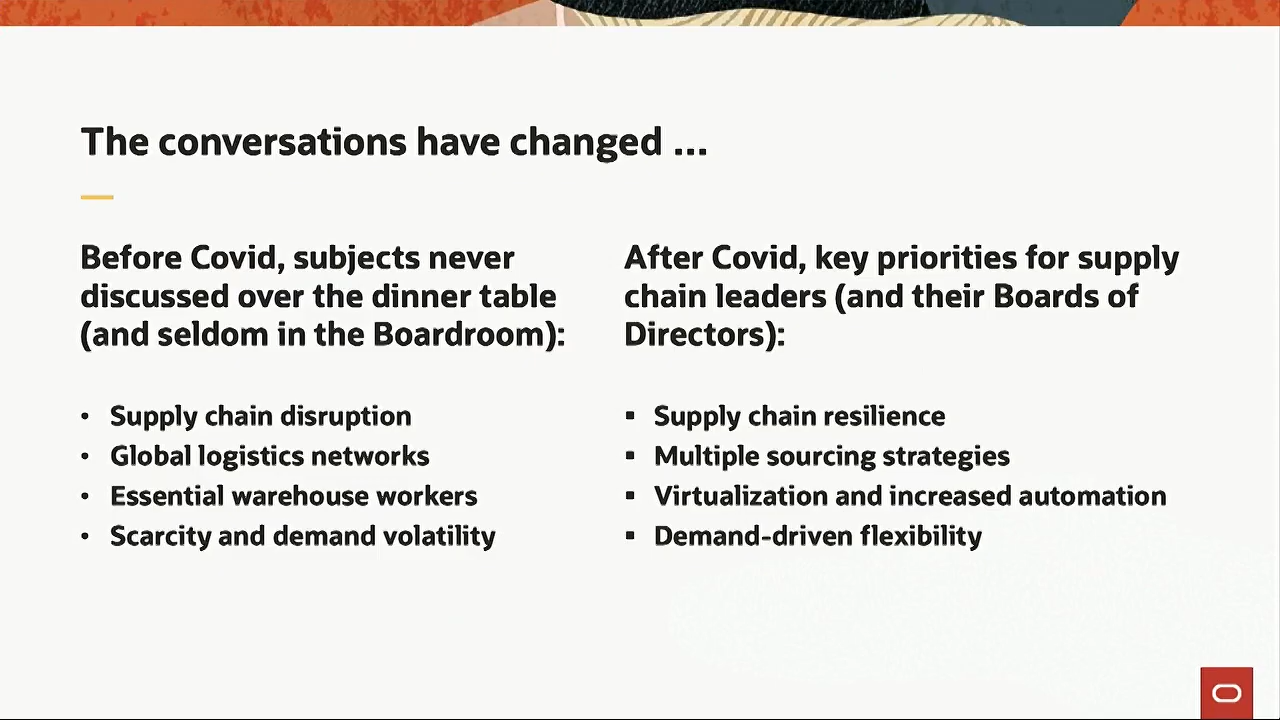 The conversations have changed ...
Before Covid, subjects never
discussed over the dinner table
(and seldom in the Boardroom):
• Supply chain disruption
• Global logistics networks
• Essential warehouse workers
• Scarcity and demand volatility
After Covid, key priorities for supply
chain leaders (and their Boards of
Directors):
▪ Supply chain resilience
▪ Multiple sourcing strategies
▪ Virtualization and increased automation
▪ Demand-driven flexibility